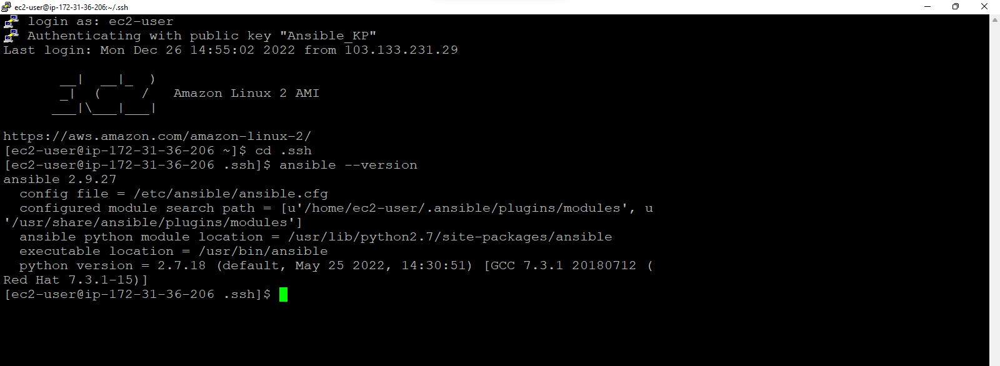 ec2-user@ip-172-31-36-206:~/.ssh
login as: ec2-user
Authenticating with public key "Ansible_KP"
Last login: Mon Dec 26 14:55:02 2022 from 103.133.231.29
       __|  __|_  )
       _|  (     /   Amazon Linux 2 AMI
      ___|\___|___|
https://aws.amazon.com/amazon-linux-2/
[ec2-user@ip-172-31-36-206 ~]$ cd .ssh
[ec2-user@ip-172-31-36-206 .ssh]$ ansible --version
ansible 2.9.27
  config file = /etc/ansible/ansible.cfg
  configured module search path = [u'/home/ec2-user/.ansible/plugins/modules', u
'/usr/share/ansible/plugins/modules']
  ansible python module location = /usr/lib/python2.7/site-packages/ansible
  executable location = /usr/bin/ansible
  python version = 2.7.18 (default, May 25 2022, 14:30:51) [GCC 7.3.1 20180712 (
Red Hat 7.3.1-15)]
[ec2-user@ip-172-31-36-206 .ssh]$